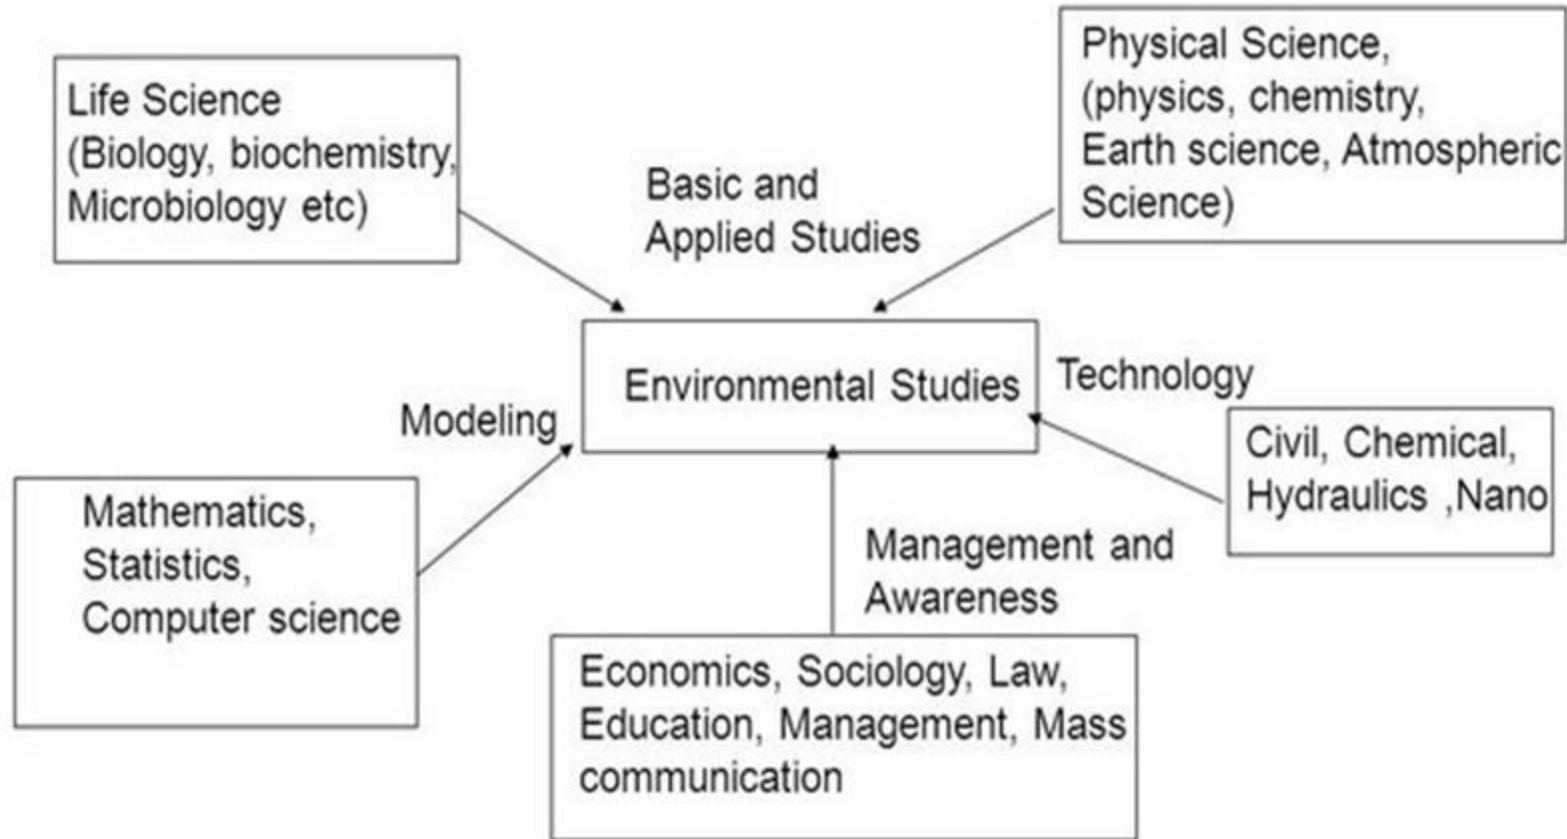 Life Science
(Biology, biochemistry,
Microbiology etc)
Physical Science,
(physics, chemistry,
Earth science, Atmospheric
Science)
Basic and
Applied Studies
Environmental Studies
Technology
Modeling
Civil, Chemical,
Hydraulics ,Nano
Mathematics,
Statistics,
Computer science
Management and
Awareness
Economics, Sociology, Law,
Education, Management, Mass
communication